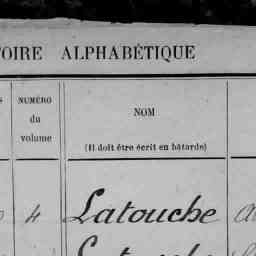 OIRE ALPHABÉTIQUE
NUMÉRO
du
volume
NOM
(Il doit être écrit en bâtarde)
4 Latouche